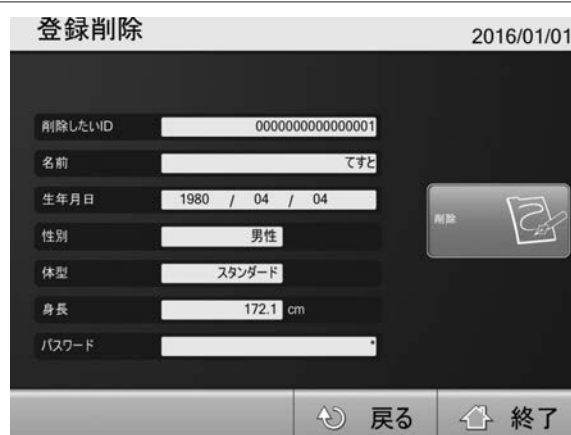 登録削除 2016/01/01
削除したいID 0000000000000001
名前 てすと
生年月日 1980 / 04 / 04
性別 男性
体型 スタンダード
身長 172.1 cm
パスワード *
削除
戻る 終了